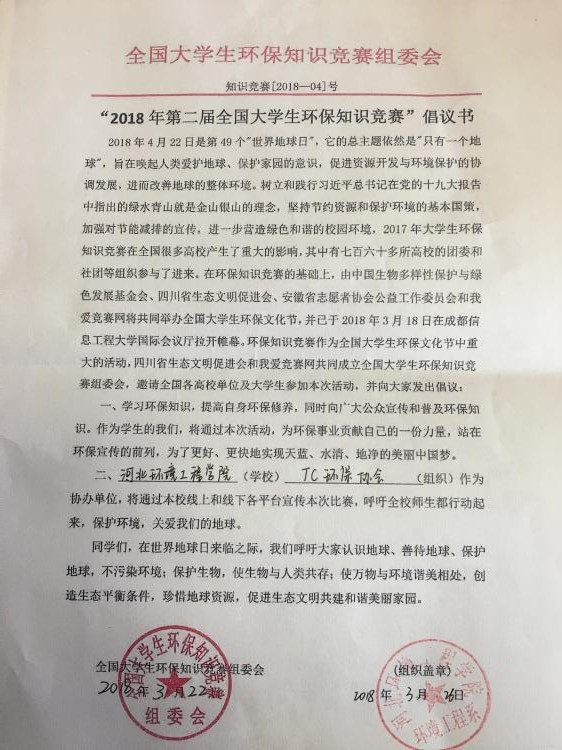 全国大学生环保知识竞赛组委会
知识竞赛[2018—04]号
“2018 年第二届全国大学生环保知识竞赛”倡议书
2018 年 4 月 22 日是第 49 个"世界地球日"，它的总主题依然是"只有一个地
球"，旨在唤起人类爱护地球、保护家园的意识，促进资源开发与环境保护的协
调发展，进而改善地球的整体环境。树立和践行习近平总书记在党的十九大报告
中指出的绿水青山就是金山银山的理念，坚持节约资源和保护环境的基本国策，
加强对节能减排的宣传，进一步营造绿色和谐的校园环境，2017 年大学生环保
知识竞赛在全国很多高校产生了重大的影响，其中有七百六十多所高校的团委和
社团等组织参与了进来。在环保知识竞赛的基础上，由中国生物多样性保护与绿
色发展基金会、四川省生态文明促进会、安徽省志愿者协会公益工作委员会和我
爱竞赛网将共同举办全国大学生环保文化节，并已于 2018 年 3 月 18 日在成都信
息工程大学国际会议厅拉开帷幕。环保知识竞赛作为全国大学生环保文化节中重
大的活动，四川省生态文明促进会和我爱竞赛网共同成立全国大学生环保知识竞
赛组委会，邀请全国各高校单位及大学生参加本次活动，并向大家发出倡议：
一、学习环保知识，提高自身环保修养，同时向广大公众宣传和普及环保知
识。作为学生的我们，将通过本次活动，为环保事业贡献自己的一份力量，站在
环保宣传的前列，为了更好、更快地实现天蓝、水清、地净的美丽中国梦。
二、河北环境工程学院（学校） TC环保协会 （组织）作为
协办单位，将通过本校线上和线下各平台宣传本次比赛，呼吁全校师生都行动起
来，保护环境，关爱我们的地球。
同学们，在世界地球日来临之际，我们呼吁大家认识地球、善待地球、保护
地球，不污染环境；保护生物，使生物与人类共存；使万物与环境谐美相处，创
造生态平衡条件，珍惜地球资源，促进生态文明共建和谐美丽家园。
全国大学生环保知识竞赛组委会 （组织盖章）
2018 年 3 月 22 日 2018 年 3 月 26日
全国大学生环保知识竞赛
组委会
环境工程系